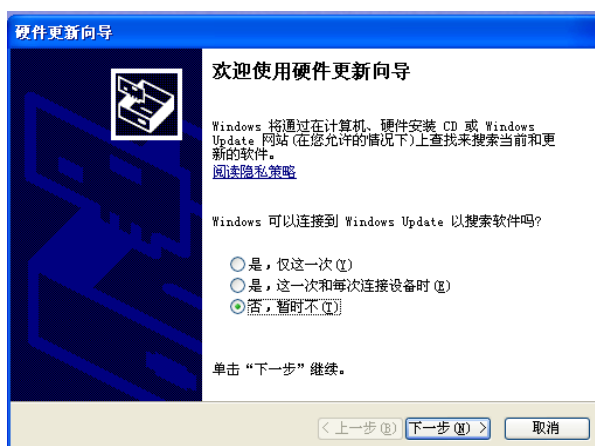 硬件更新向导
欢迎使用硬件更新向导
Windows 将通过在计算机、硬件安装 CD 或 Windows
Update 网站(在您允许的情况下)上查找来搜索当前和更
新的软件。
阅读隐私策略
Windows 可以连接到 Windows Update 以搜索软件吗?
是，仅这一次(Y)
是，这一次和每次连接设备时(E)
否，暂时不(T)
单击“下一步”继续。
< 上一步(B) 下一步(N) > 取消